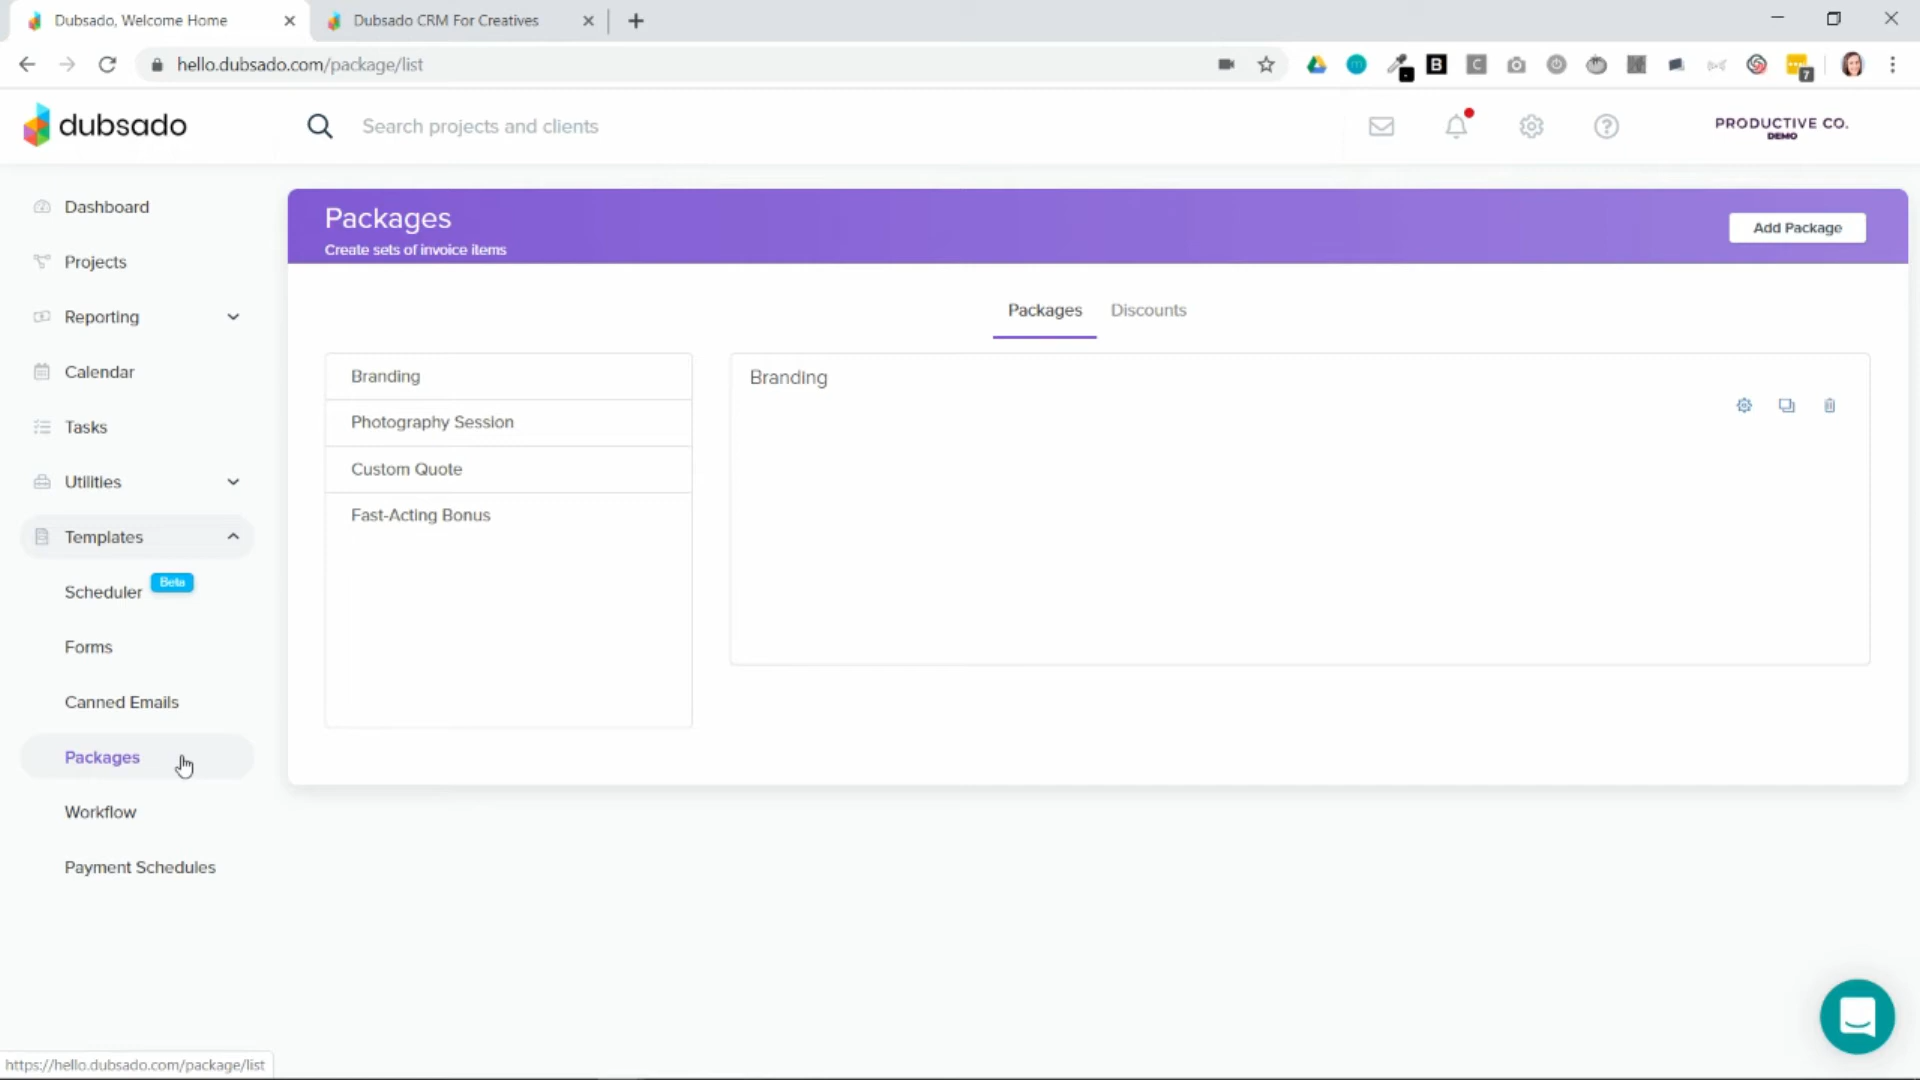 Dubsado, Welcome Home
Dubsado CRM For Creatives
hello.dubsado.com/package/list
B
C
7
dubsado
Search projects and clients
PRODUCTIVE CO.
DEMO
Dashboard
Projects
Reporting
Calendar
Tasks
Utilities
Templates
Scheduler Beta
Forms
Canned Emails
Packages
Workflow
Payment Schedules
Packages
Create sets of invoice items
Add Package
Packages Discounts
Branding
Photography Session
Custom Quote
Fast-Acting Bonus
Branding
https://hello.dubsado.com/package/list